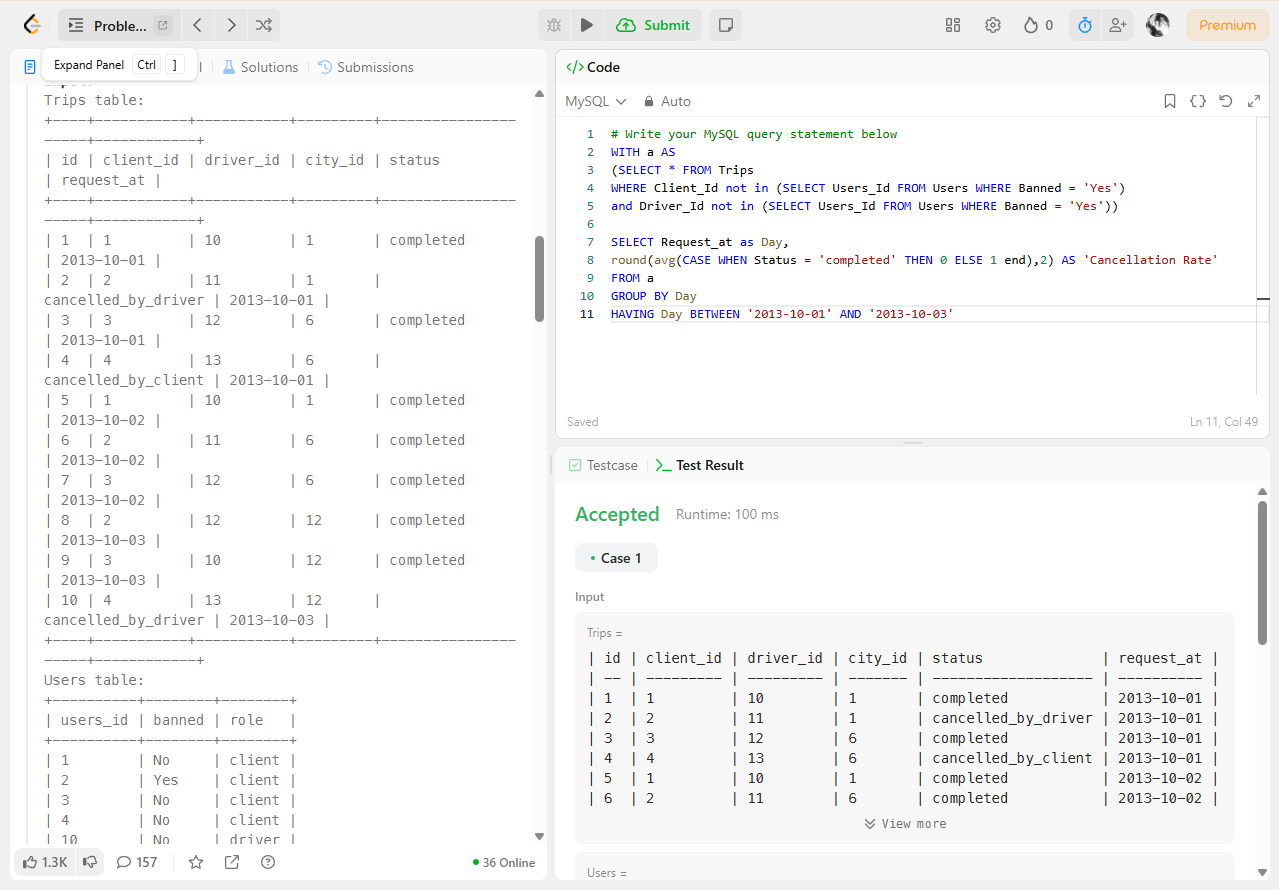 Proble...
Submit
0
Premium
Expand Panel Ctrl ]
Solutions
Submissions
Trips table:
+----+-----------+-----------+---------+----------------
-----+------------+
| id | client_id | driver_id | city_id | status
| request_at |
+----+-----------+-----------+---------+----------------
-----+------------+
| 1 | 1 | 10 | 1 | completed
| 2013-10-01 |
| 2 | 2 | 11 | 1 |
cancelled_by_driver | 2013-10-01 |
| 3 | 3 | 12 | 6 | completed
| 2013-10-01 |
| 4 | 4 | 13 | 6 |
cancelled_by_client | 2013-10-01 |
| 5 | 1 | 10 | 1 | completed
| 2013-10-02 |
| 6 | 2 | 11 | 6 | completed
| 2013-10-02 |
| 7 | 3 | 12 | 6 | completed
| 2013-10-02 |
| 8 | 2 | 12 | 12 | completed
| 2013-10-03 |
| 9 | 3 | 10 | 12 | completed
| 2013-10-03 |
| 10 | 4 | 13 | 12 |
cancelled_by_driver | 2013-10-03 |
+----+-----------+-----------+---------+----------------
-----+------------+
Users table:
+----------+--------+--------+
| users_id | banned | role |
+----------+--------+--------+
| 1 | No | client |
| 2 | Yes | client |
| 3 | No | client |
| 4 | No | client |
| 10 | No | driver |
1.3K
157
36 Online
</> Code
MySQL
Auto
1 # Write your MySQL query statement below
2 WITH a AS
3 (SELECT * FROM Trips
4 WHERE Client_Id not in (SELECT Users_Id FROM Users WHERE Banned = 'Yes')
5 and Driver_Id not in (SELECT Users_Id FROM Users WHERE Banned = 'Yes'))
6
7 SELECT Request_at as Day,
8 round(avg(CASE WHEN Status = 'completed' THEN 0 ELSE 1 end),2) AS 'Cancellation Rate'
9 FROM a
10 GROUP BY Day
11 HAVING Day BETWEEN '2013-10-01' AND '2013-10-03'
Saved
Ln 11, Col 49
Testcase
Test Result
Accepted Runtime: 100 ms
• Case 1
Input
Trips =
| id | client_id | driver_id | city_id | status | request_at |
| -- | --------- | --------- | ------- | ------------------- | ---------- |
| 1 | 1 | 10 | 1 | completed | 2013-10-01 |
| 2 | 2 | 11 | 1 | cancelled_by_driver | 2013-10-01 |
| 3 | 3 | 12 | 6 | completed | 2013-10-01 |
| 4 | 4 | 13 | 6 | cancelled_by_client | 2013-10-01 |
| 5 | 1 | 10 | 1 | completed | 2013-10-02 |
| 6 | 2 | 11 | 6 | completed | 2013-10-02 |
View more
Users =